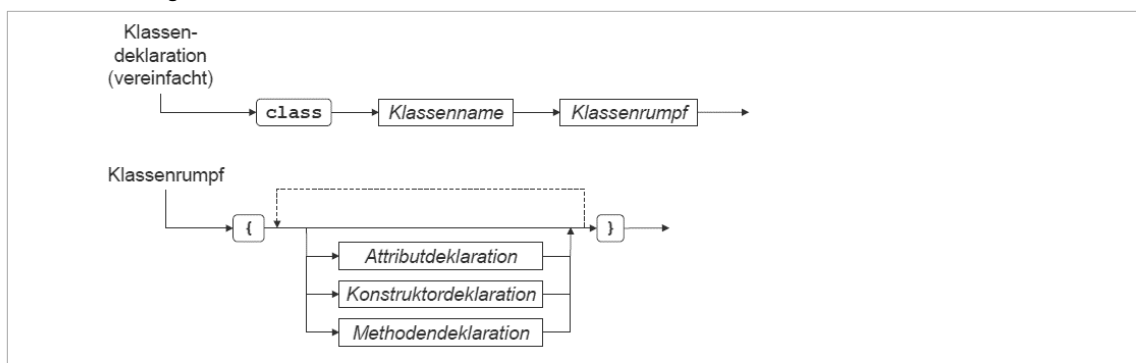 Klassen-
deklaration
(vereinfacht)
class Klassenname Klassenrumpf
Klassenrumpf
{ }
Attributdeklaration
Konstruktordeklaration
Methodendeklaration